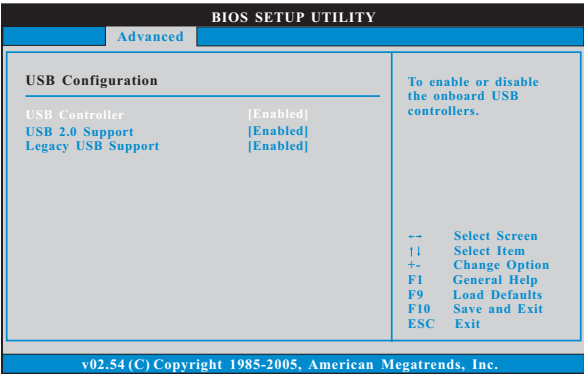 BIOS SETUP UTILITY
Advanced
USB Configuration
USB Controller [Enabled]
USB 2.0 Support [Enabled]
Legacy USB Support [Enabled]
To enable or disable
the onboard USB
controllers.
←→ Select Screen
↑↓ Select Item
+- Change Option
F1 General Help
F9 Load Defaults
F10 Save and Exit
ESC Exit
v02.54 (C) Copyright 1985-2005, American Megatrends, Inc.